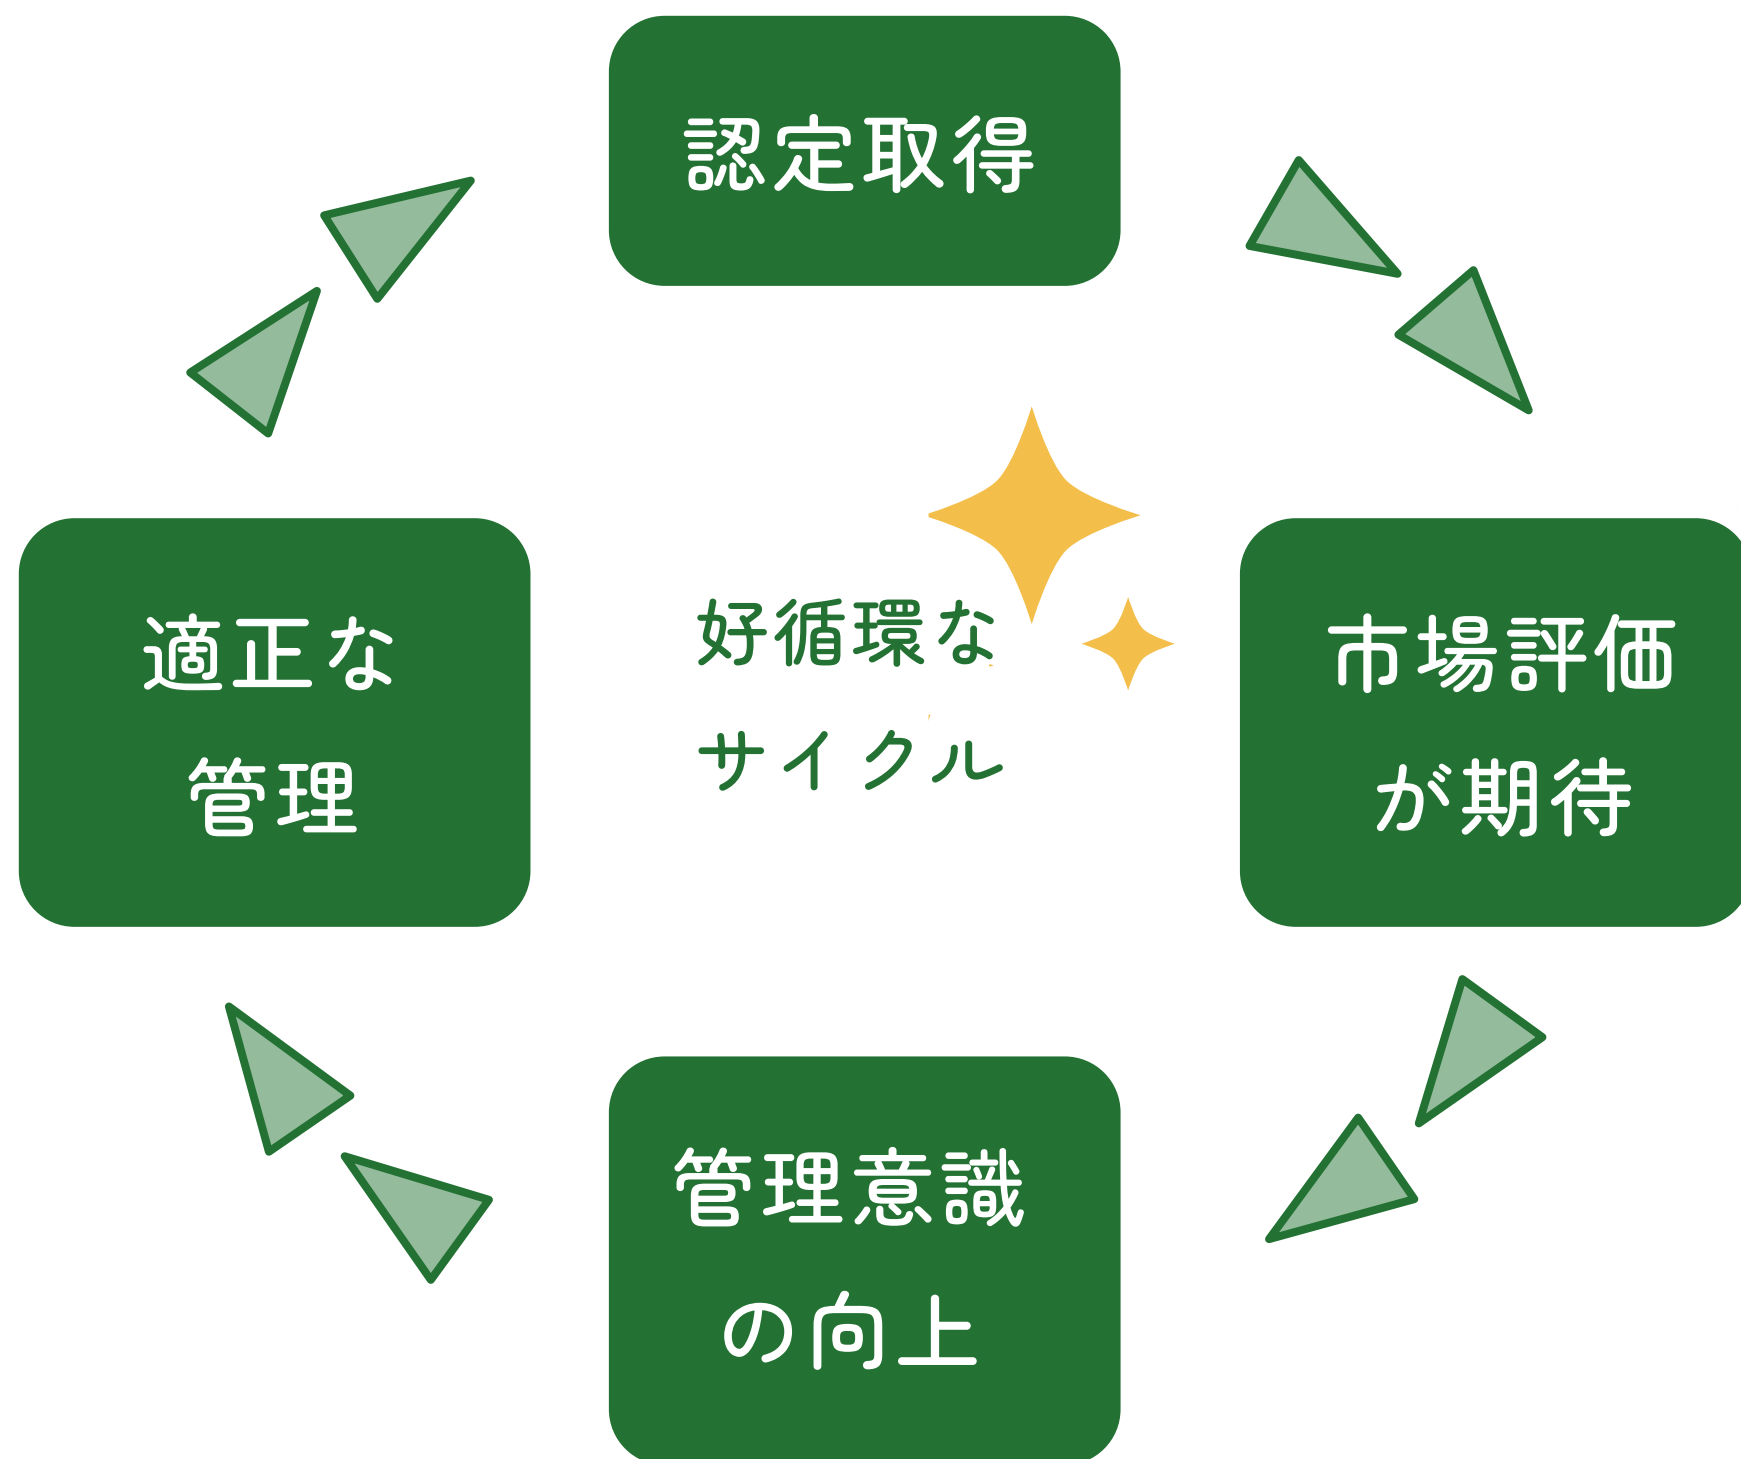 認定取得
適正な
管理
好循環な
サイクル
市場評価
が期待
管理意識
の向上